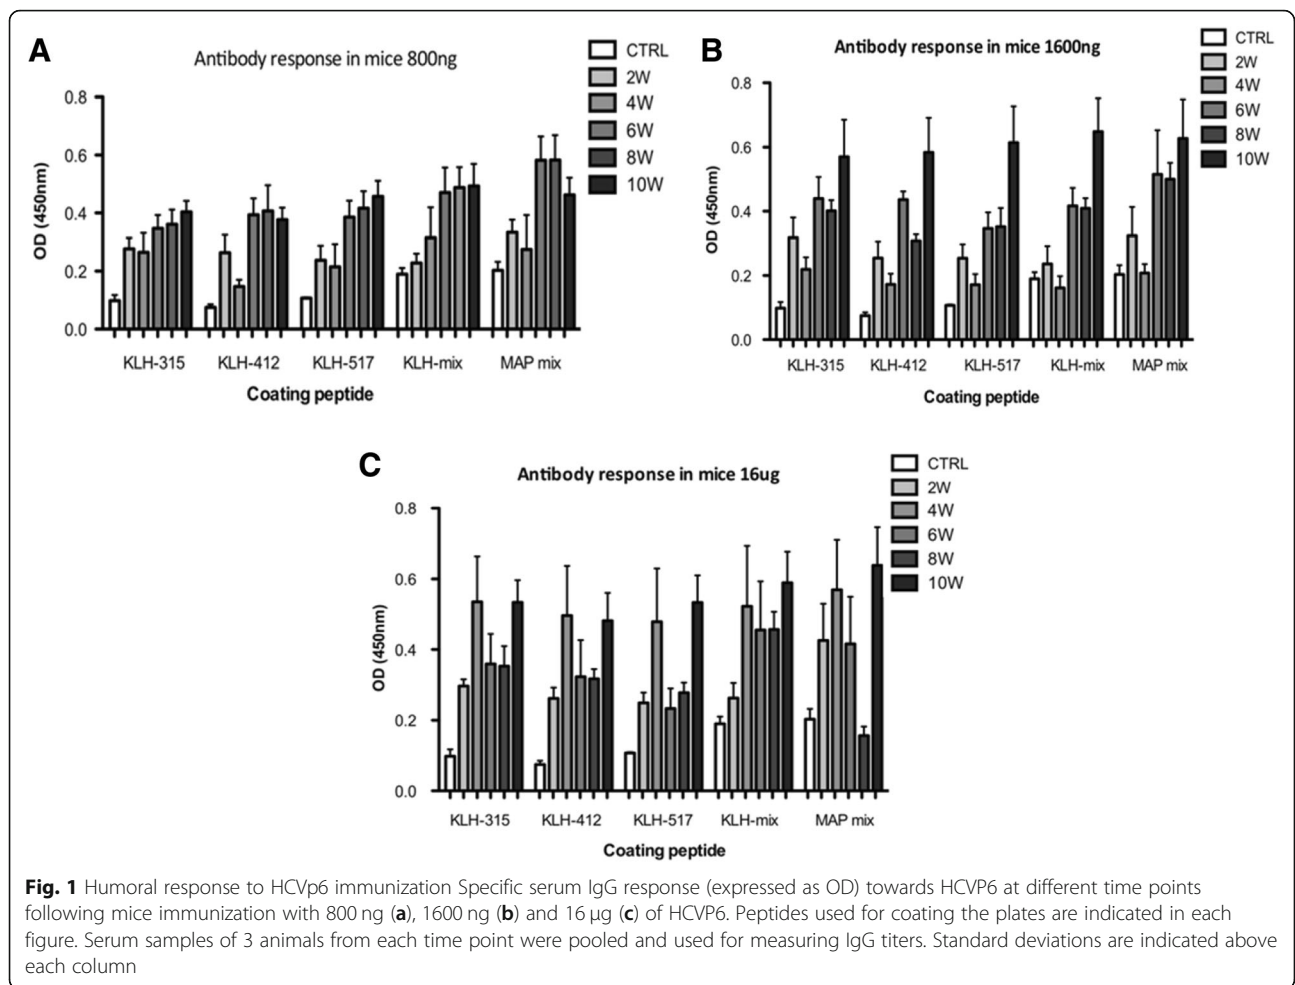 A
Antibody response in mice 800ng
CTRL
2W
4W
6W
8W
10W
OD (450nm)
0.8
0.6
0.4
0.2
0.0
KLH-315 KLH-412 KLH-517 KLH-mix MAP mix
Coating peptide
B
Antibody response in mice 1600ng
CTRL
2W
4W
6W
8W
10W
OD (450nm)
0.8
0.6
0.4
0.2
0.0
KLH-315 KLH-412 KLH-517 KLH-mix MAP mix
Coating peptide
C
Antibody response in mice 16ug
CTRL
2W
4W
6W
8W
10W
OD (450nm)
0.8
0.6
0.4
0.2
0.0
KLH-315 KLH-412 KLH-517 KLH-mix MAP mix
Coating peptide
Fig. 1 Humoral response to HCVp6 immunization Specific serum IgG response (expressed as OD) towards HCVP6 at different time points
following mice immunization with 800 ng (a), 1600 ng (b) and 16 μg (c) of HCVP6. Peptides used for coating the plates are indicated in each
figure. Serum samples of 3 animals from each time point were pooled and used for measuring IgG titers. Standard deviations are indicated above
each column